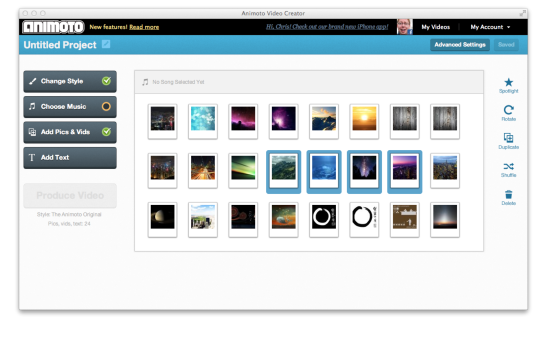 Animoto Video Creator
ANIMOTO New features! Read more
Hi, Chris! Check out our brand new iPhone app!
My Videos
My Account
Untitled Project
Advanced Settings
Saved
Change Style
Choose Music
Add Pics & Vids
T Add Text
Produce Video
Style: The Animoto Original
Pics, vids, text: 24
No Song Selected Yet
Spotlight
Rotate
Duplicate
Shuffle
Delete